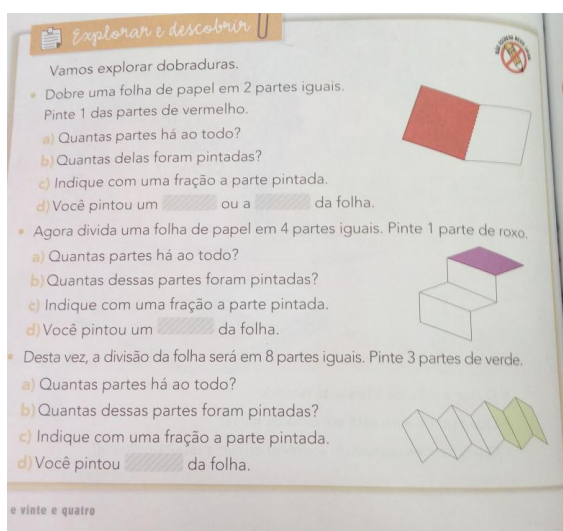 Explorar e descobrir
Vamos explorar dobraduras.
• Dobre uma folha de papel em 2 partes iguais.
Pinte 1 das partes de vermelho.
a) Quantas partes há ao todo?
b) Quantas delas foram pintadas?
c) Indique com uma fração a parte pintada.
d) Você pintou um ou a da folha.
• Agora divida uma folha de papel em 4 partes iguais. Pinte 1 parte de roxo.
a) Quantas partes há ao todo?
b) Quantas dessas partes foram pintadas?
c) Indique com uma fração a parte pintada.
d) Você pintou um da folha.
• Desta vez, a divisão da folha será em 8 partes iguais. Pinte 3 partes de verde.
a) Quantas partes há ao todo?
b) Quantas dessas partes foram pintadas?
c) Indique com uma fração a parte pintada.
d) Você pintou da folha.
e vinte e quatro